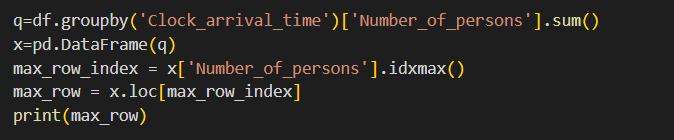 q=df.groupby('Clock_arrival_time')['Number_of_persons'].sum()
x=pd.DataFrame(q)
max_row_index = x['Number_of_persons'].idxmax()
max_row = x.loc[max_row_index]
print(max_row)